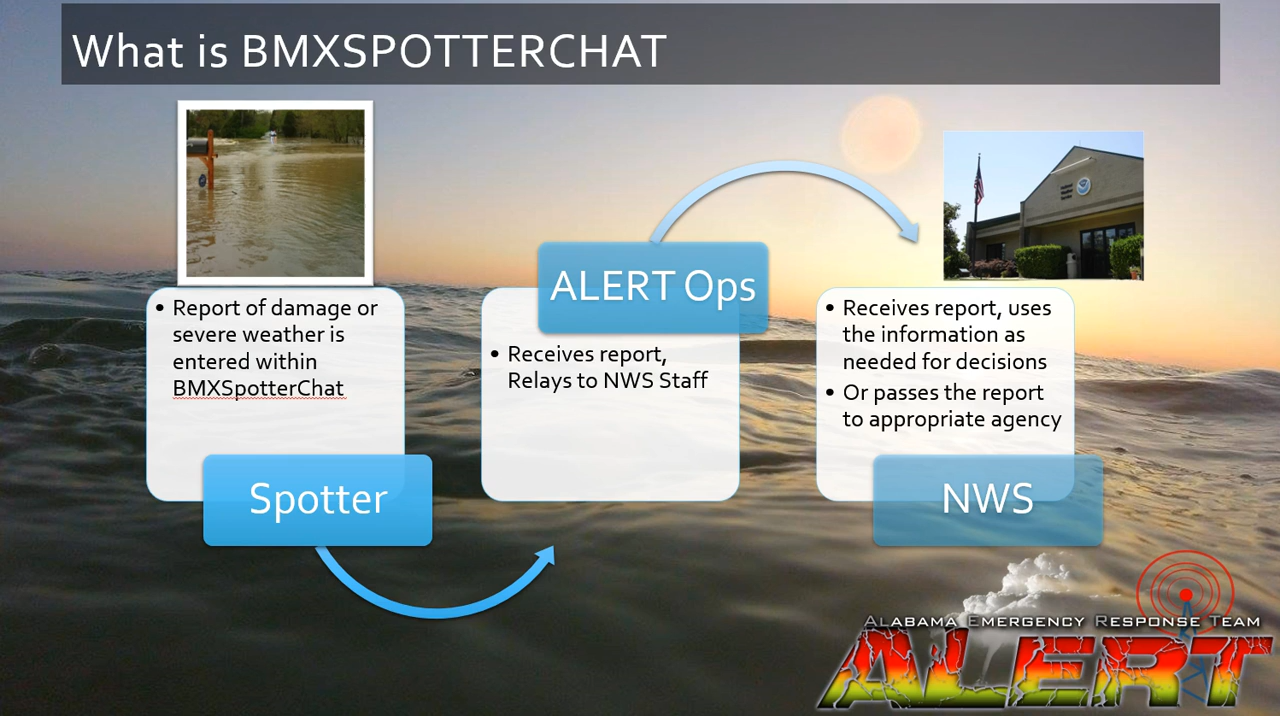 What is BMXSPOTTERCHAT
• Report of damage or
severe weather is
entered within
BMXSpotterChat
Spotter
ALERT Ops
• Receives report,
Relays to NWS Staff
• Receives report, uses
the information as
needed for decisions
• Or passes the report
to appropriate agency
NWS
ALABAMA EMERGENCY RESPONSE TEAM
ALERT